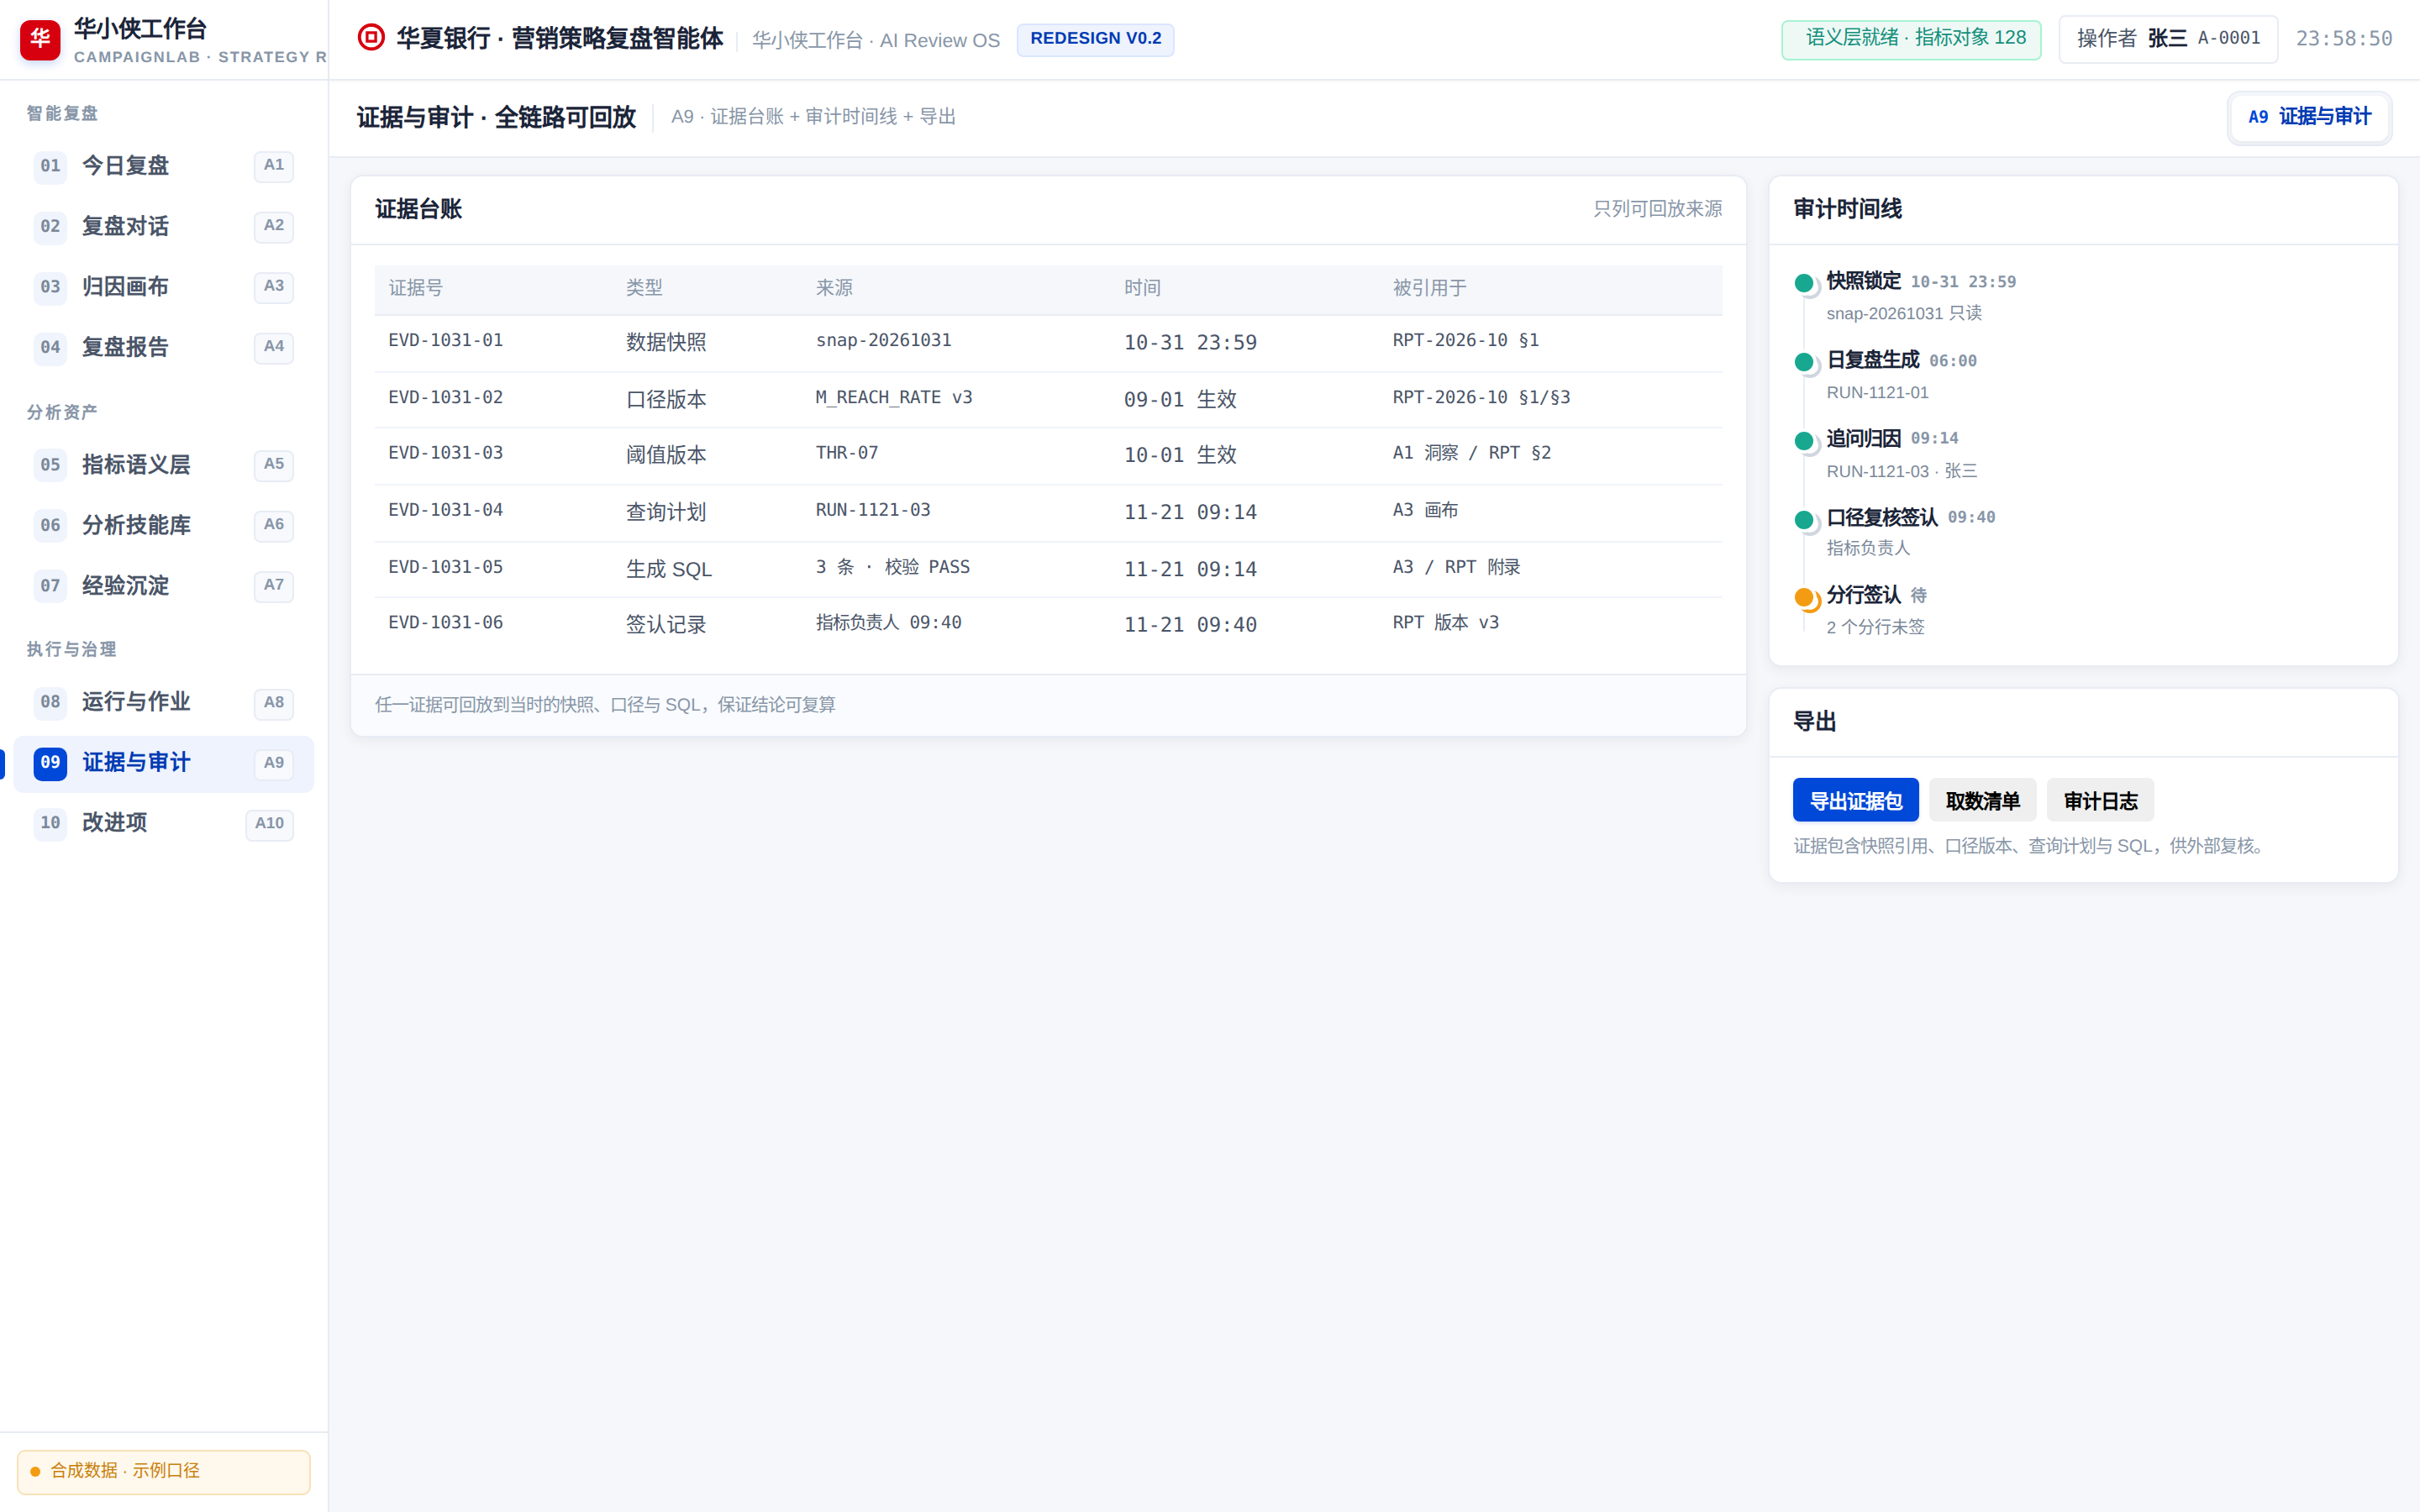 华
华小侠工作台
CAMPAIGNLAB · STRATEGY R
智能复盘
01 今日复盘 A1
02 复盘对话 A2
03 归因画布 A3
04 复盘报告 A4
分析资产
05 指标语义层 A5
06 分析技能库 A6
07 经验沉淀 A7
执行与治理
08 运行与作业 A8
09 证据与审计 A9
10 改进项 A10
合成数据 · 示例口径
华夏银行 · 营销策略复盘智能体 华小侠工作台 · AI Review OS REDESIGN V0.2
语义层就绪 · 指标对象 128 操作者 张三 A-0001 23:58:50
证据与审计 · 全链路可回放 A9 · 证据台账 + 审计时间线 + 导出 A9 证据与审计
证据台账 只列可回放来源
证据号 类型 来源 时间 被引用于
EVD-1031-01 数据快照 snap-20261031 10-31 23:59 RPT-2026-10 §1
EVD-1031-02 口径版本 M_REACH_RATE v3 09-01 生效 RPT-2026-10 §1/§3
EVD-1031-03 阈值版本 THR-07 10-01 生效 A1 洞察 / RPT §2
EVD-1031-04 查询计划 RUN-1121-03 11-21 09:14 A3 画布
EVD-1031-05 生成 SQL 3 条 · 校验 PASS 11-21 09:14 A3 / RPT 附录
EVD-1031-06 签认记录 指标负责人 09:40 11-21 09:40 RPT 版本 v3
任一证据可回放到当时的快照、口径与 SQL，保证结论可复算
审计时间线
快照锁定 10-31 23:59
snap-20261031 只读
日复盘生成 06:00
RUN-1121-01
追问归因 09:14
RUN-1121-03 · 张三
口径复核签认 09:40
指标负责人
分行签认 待
2 个分行未签
导出
导出证据包 取数清单 审计日志
证据包含快照引用、口径版本、查询计划与 SQL，供外部复核。